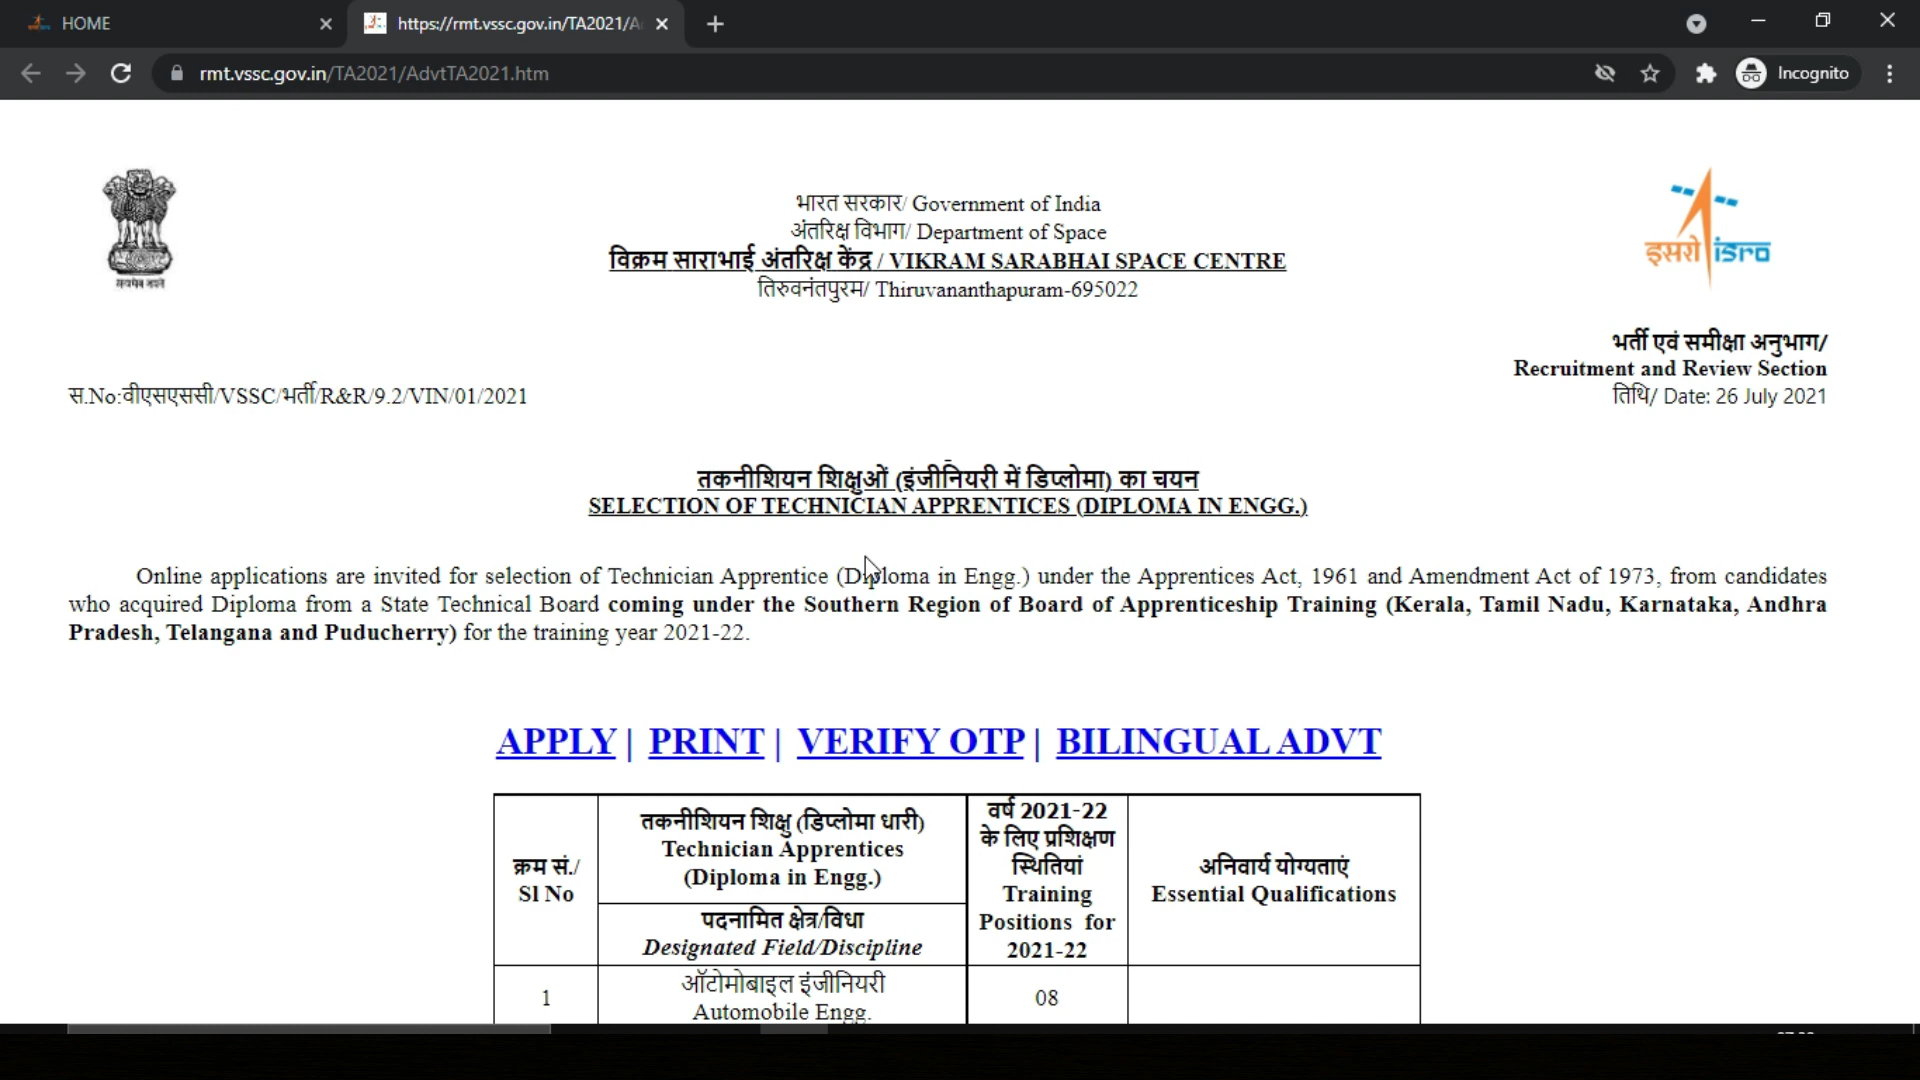 HOME
https://rmt.vssc.gov.in/TA2021/A
rmt.vssc.gov.in/TA2021/AdvtTA2021.htm
Incognito
भारत सरकार/ Government of India
अंतरिक्ष विभाग/ Department of Space
विक्रम साराभाई अंतरिक्ष केंद्र / VIKRAM SARABHAI SPACE CENTRE
तिरुवनंतपुरम/ Thiruvananthapuram-695022
सत्यमेव जयते
इसरो isro
भर्ती एवं समीक्षा अनुभाग/
Recruitment and Review Section
स.No:वीएसएससी/VSSC/भर्ती/R&R/9.2/VIN/01/2021
तिथि/ Date: 26 July 2021
तकनीशियन शिक्षुओं (इंजीनियरी में डिप्लोमा) का चयन
SELECTION OF TECHNICIAN APPRENTICES (DIPLOMA IN ENGG.)
Online applications are invited for selection of Technician Apprentice (Diploma in Engg.) under the Apprentices Act, 1961 and Amendment Act of 1973, from candidates
who acquired Diploma from a State Technical Board coming under the Southern Region of Board of Apprenticeship Training (Kerala, Tamil Nadu, Karnataka, Andhra
Pradesh, Telangana and Puducherry) for the training year 2021-22.
APPLY | PRINT | VERIFY OTP | BILINGUAL ADVT
क्रम सं./
Sl No
तकनीशियन शिक्षु (डिप्लोमा धारी)
Technician Apprentices
(Diploma in Engg.)
पदनामित क्षेत्र/विधा
Designated Field/Discipline
वर्ष 2021-22
के लिए प्रशिक्षण
स्थितियां
Training
Positions for
2021-22
अनिवार्य योग्यताएं
Essential Qualifications
1
ऑटोमोबाइल इंजीनियरी
Automobile Engg.
08